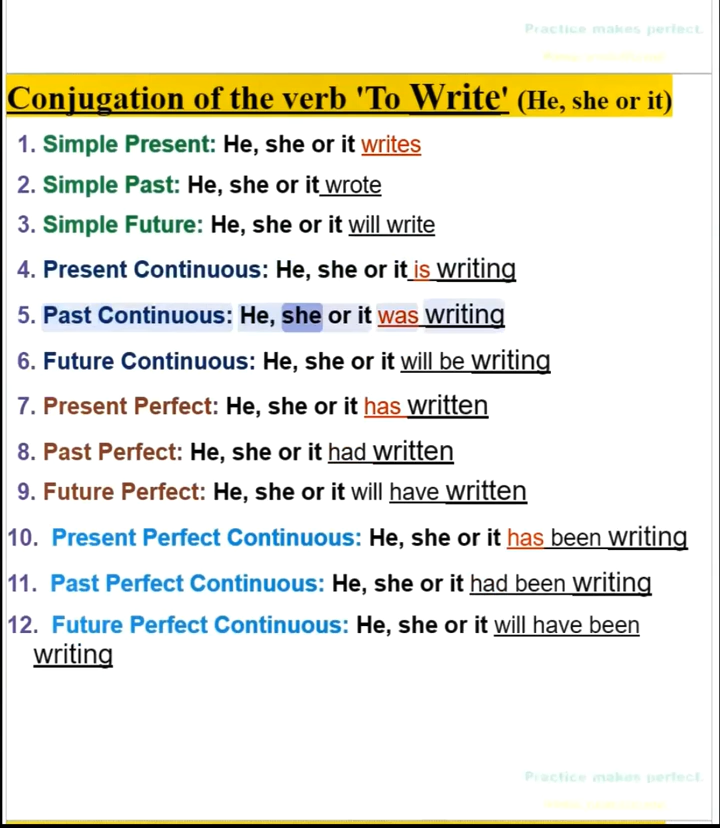 Practice makes perfect.
Conjugation of the verb 'To Write' (He, she or it)
1. Simple Present: He, she or it writes
2. Simple Past: He, she or it wrote
3. Simple Future: He, she or it will write
4. Present Continuous: He, she or it is writing
5. Past Continuous: He, she or it was writing
6. Future Continuous: He, she or it will be writing
7. Present Perfect: He, she or it has written
8. Past Perfect: He, she or it had written
9. Future Perfect: He, she or it will have written
10. Present Perfect Continuous: He, she or it has been writing
11. Past Perfect Continuous: He, she or it had been writing
12. Future Perfect Continuous: He, she or it will have been
writing
Practice makes perfect.